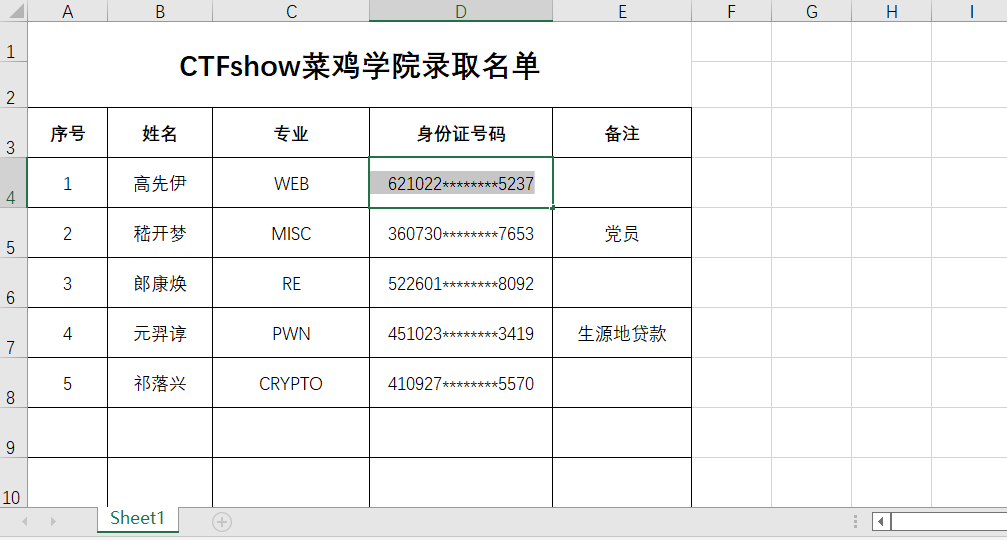 A B C D E F G H I
1 CTFshow菜鸡学院录取名单
2
3 序号 姓名 专业 身份证号码 备注
4 1 高先伊 WEB 621022********5237
5 2 嵇开梦 MISC 360730********7653 党员
6 3 郎康焕 RE 522601********8092
7 4 元羿谆 PWN 451023********3419 生源地贷款
8 5 祁落兴 CRYPTO 410927********5570
9
10
Sheet1